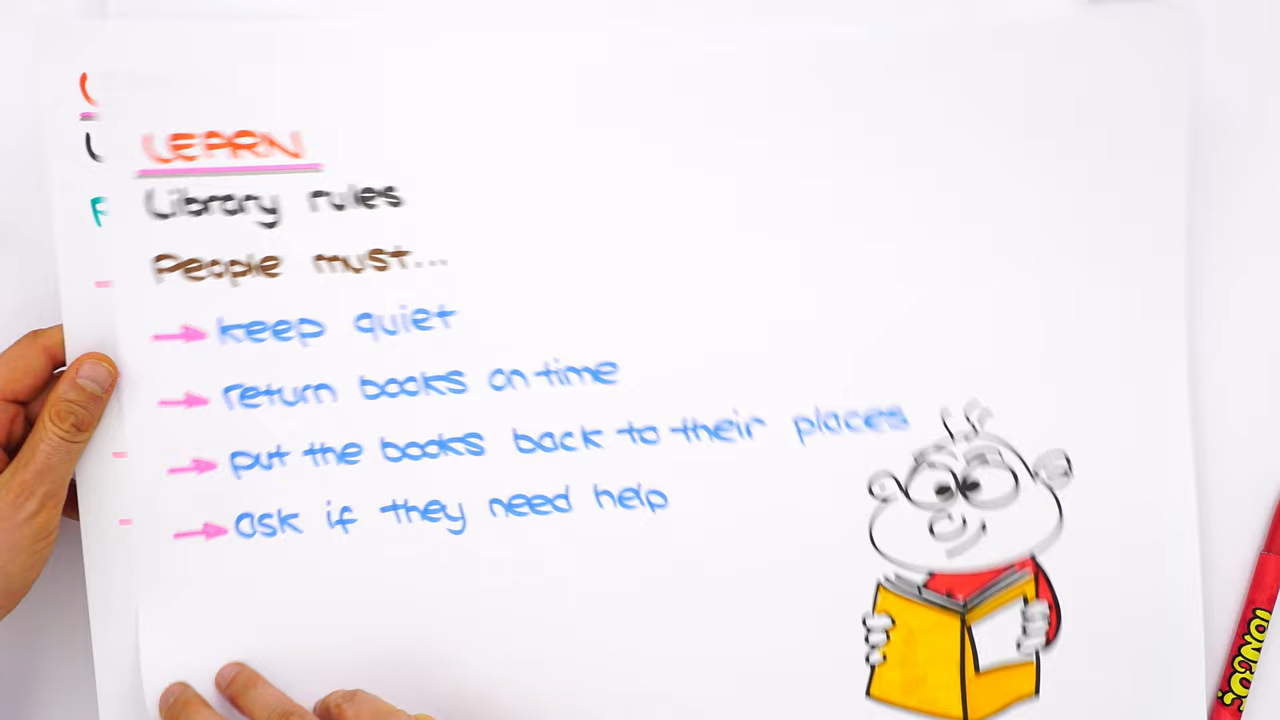 LEARN
Library rules
People must...
keep quiet
return books on time
put the books back to their places
ask if they need help